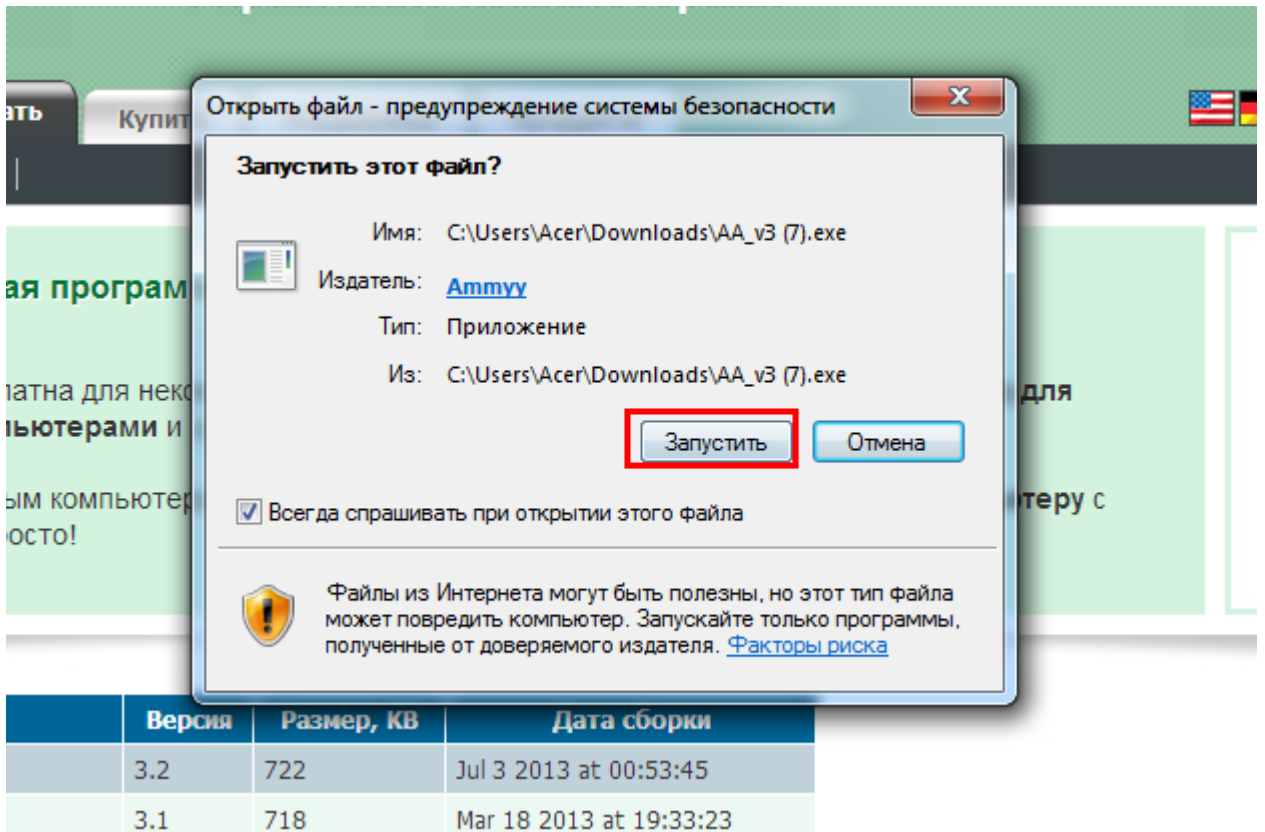 ать
Купит
Открыть файл - предупреждение системы безопасности
Запустить этот файл?
Имя: C:\Users\Acer\Downloads\AA_v3 (7).exe
Издатель: Ammyy
Тип: Приложение
Из: C:\Users\Acer\Downloads\AA_v3 (7).exe
Запустить Отмена
Всегда спрашивать при открытии этого файла
Файлы из Интернета могут быть полезны, но этот тип файла
может повредить компьютер. Запускайте только программы,
полученные от доверяемого издателя. Факторы риска
ая програм
латна для неко для
пьютерами и
ым компьютер теру с
осто!
Версия Размер, КВ Дата сборки
3.2 722 Jul 3 2013 at 00:53:45
3.1 718 Mar 18 2013 at 19:33:23